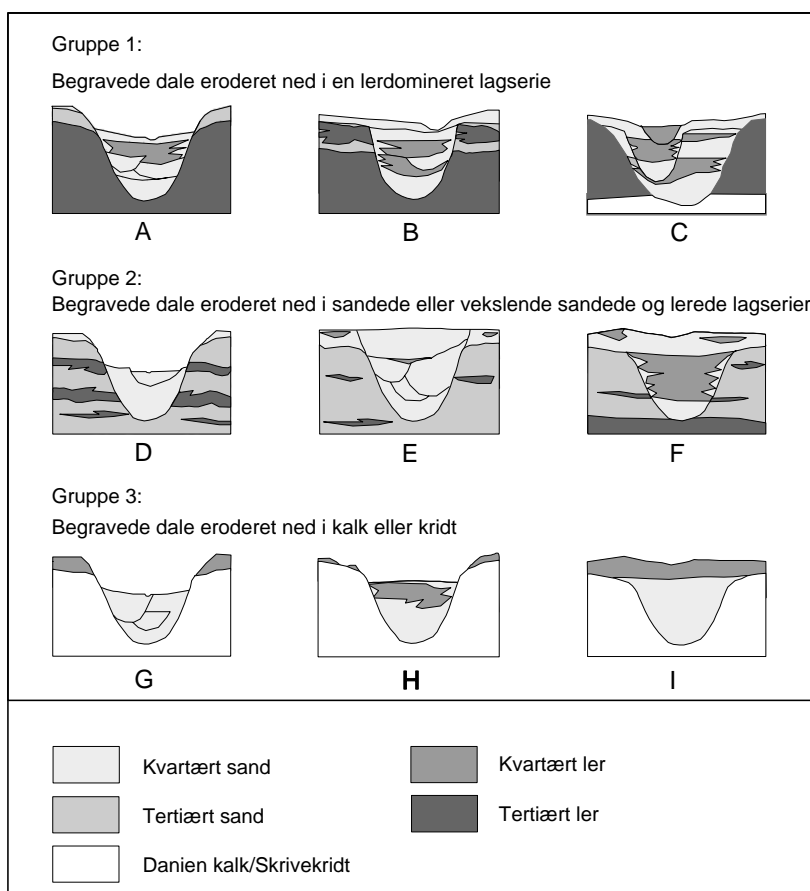 Gruppe 1:
Begravede dale eroderet ned i en lerdomineret lagserie
A B C
Gruppe 2:
Begravede dale eroderet ned i sandede eller vekslende sandede og lerede lagserier
D E F
Gruppe 3:
Begravede dale eroderet ned i kalk eller kridt
G H I
Kvartært sand
Kvartært ler
Tertiært sand
Tertiært ler
Danien kalk/Skrivekridt